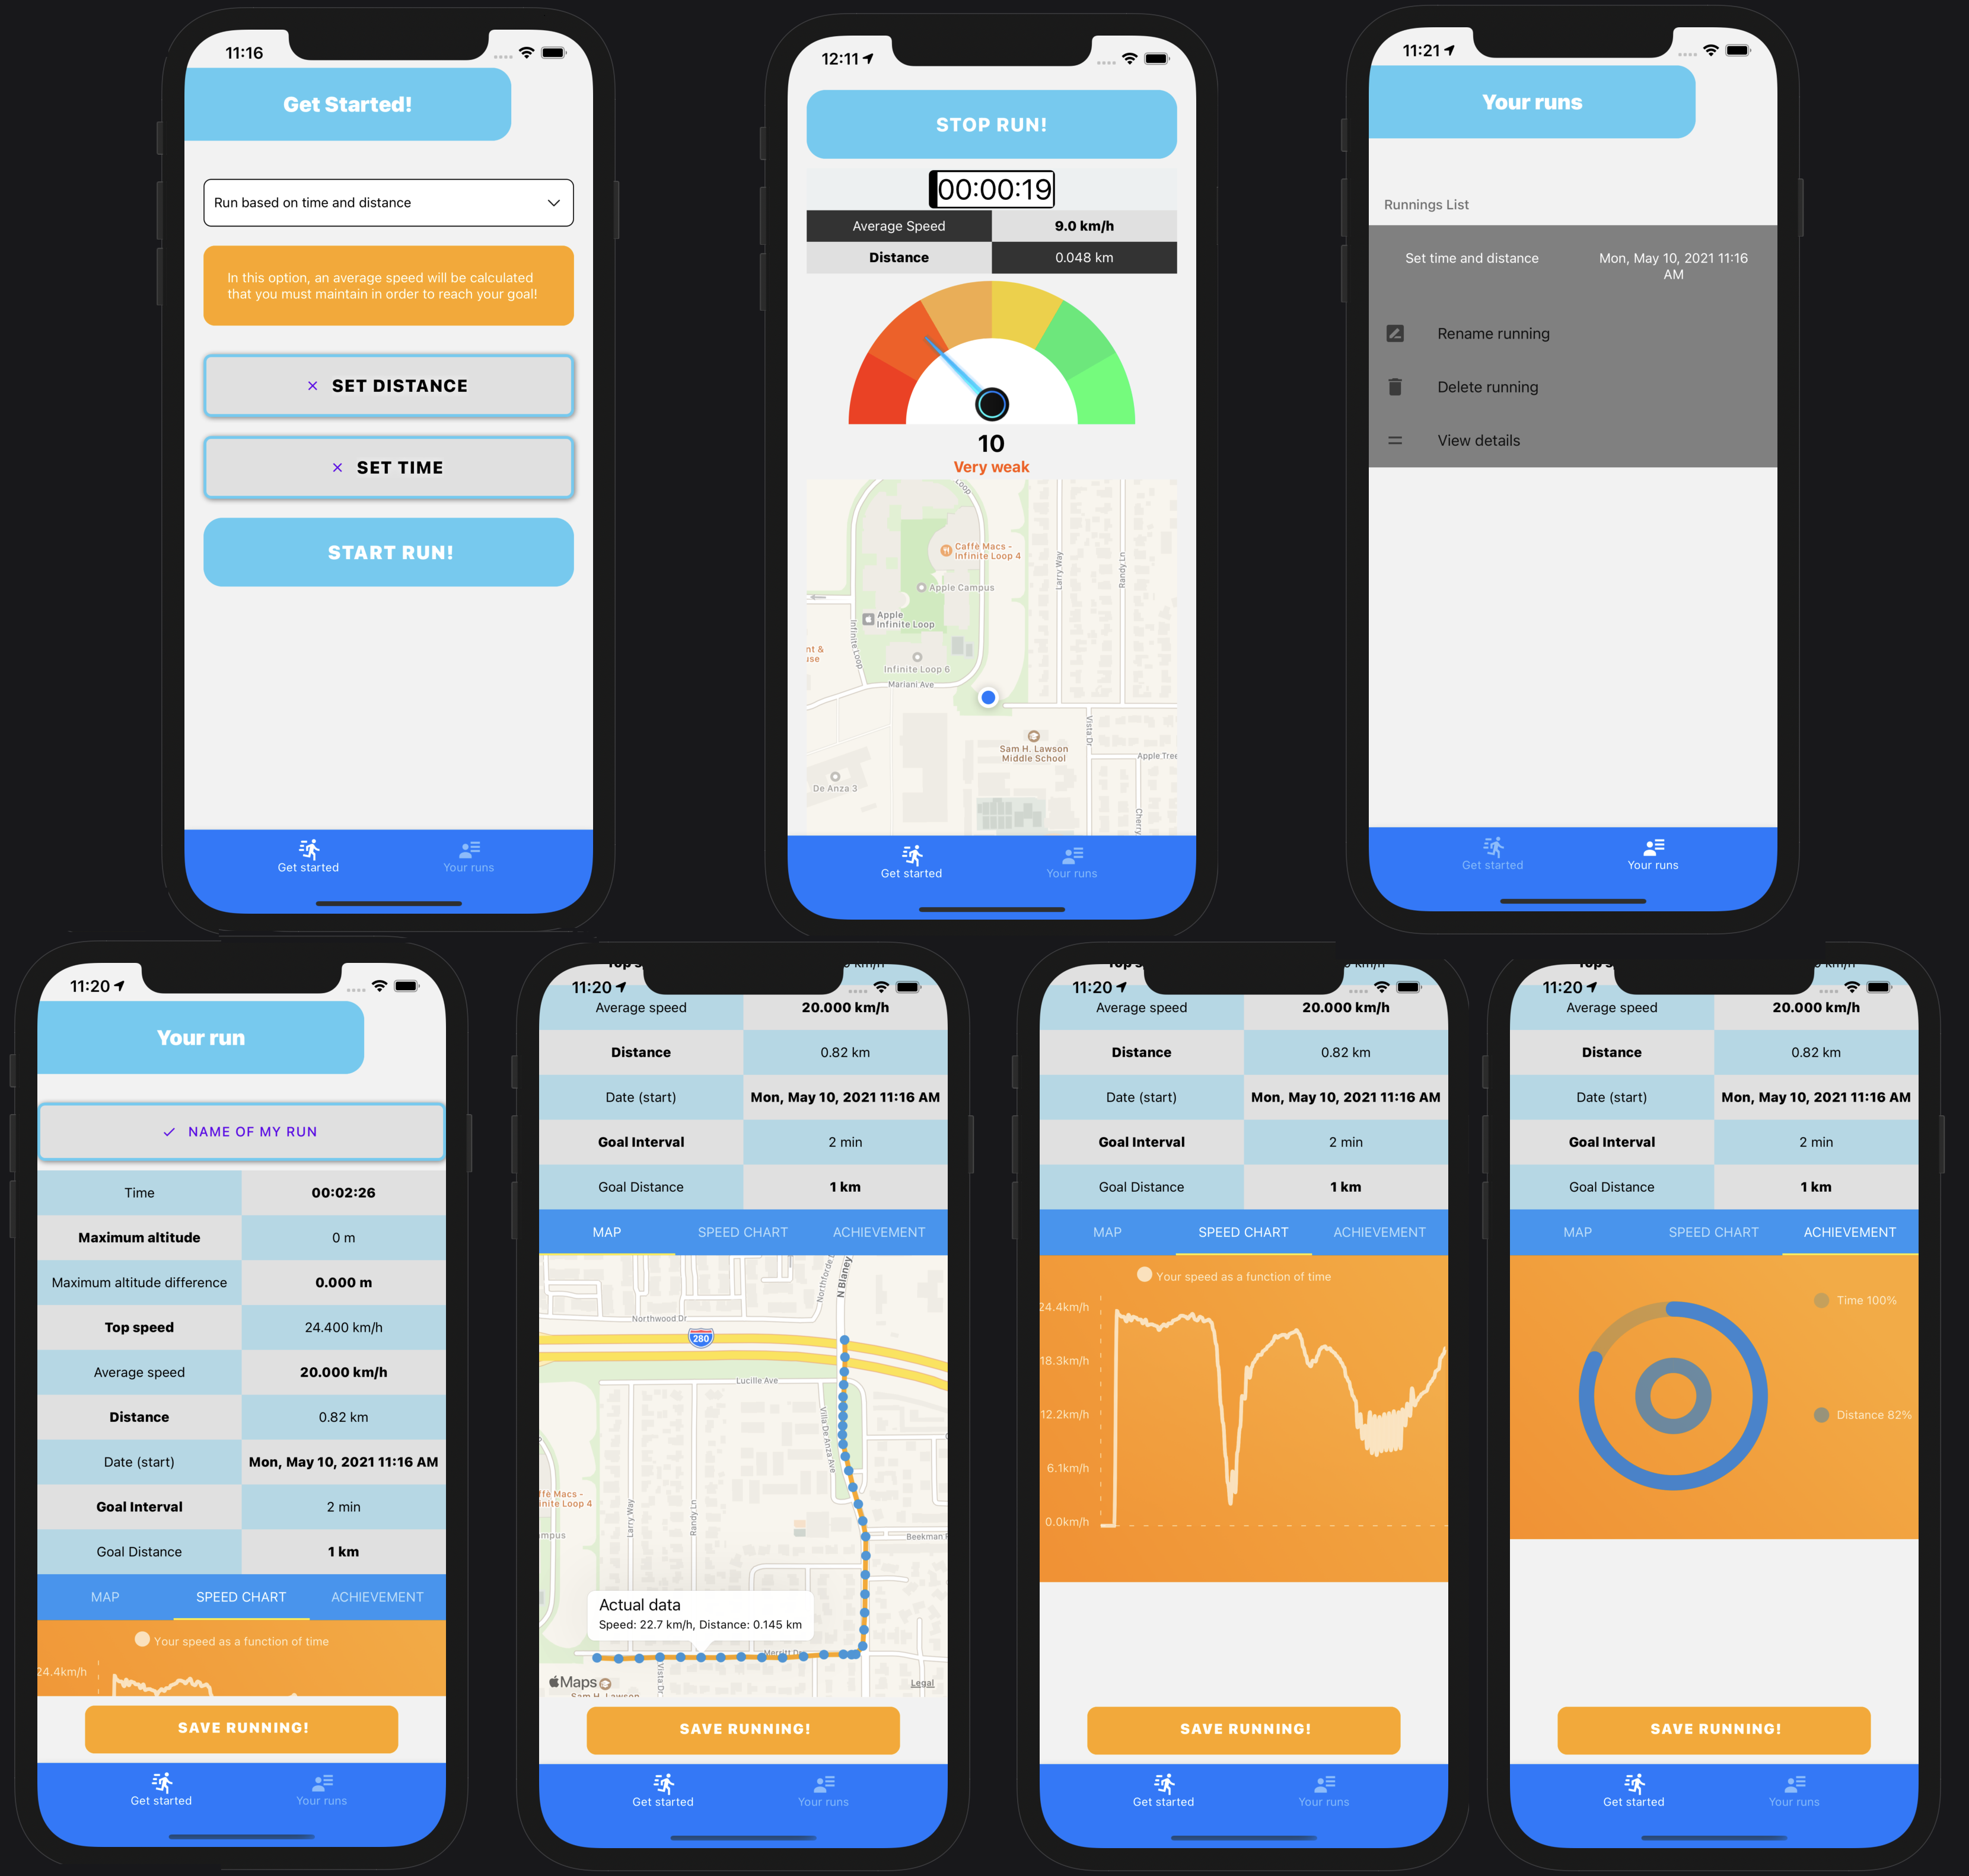 11:16
Get Started!
Run based on time and distance
In this option, an average speed will be calculated
that you must maintain in order to reach your goal!
SET DISTANCE
SET TIME
START RUN!
Get started
Your runs
12:11
STOP RUN!
00:00:19
Average Speed
9.0 km/h
Distance
0.048 km
10
Very weak
Loop
Caffè Macs -
Infinite Loop 4
Larry Way
Randy Ln
Apple Campus
Apple
Infinite Loop
Infinite Loop
nt &
use
Infinite Loop 6
Mariani Ave
Vista Dr
Sam H. Lawson
Middle School
Apple Tree
De Anza 3
Cherry
Get started
Your runs
11:21
Your runs
Runnings List
Set time and distance
Mon, May 10, 2021 11:16
AM
Rename running
Delete running
View details
Get started
Your runs
11:20
Your run
NAME OF MY RUN
Time
00:02:26
Maximum altitude
0 m
Maximum altitude difference
0.000 m
Top speed
24.400 km/h
Average speed
20.000 km/h
Distance
0.82 km
Date (start)
Mon, May 10, 2021 11:16 AM
Goal Interval
2 min
Goal Distance
1 km
MAP
SPEED CHART
ACHIEVEMENT
Your speed as a function of time
24.4km/h
SAVE RUNNING!
Get started
Your runs
11:20
Average speed
20.000 km/h
Distance
0.82 km
Date (start)
Mon, May 10, 2021 11:16 AM
Goal Interval
2 min
Goal Distance
1 km
MAP
SPEED CHART
ACHIEVEMENT
Northwood Dr
N Blaney
280
Lucille Ave
Villa De Anza Ave
ffè Macs -
inite Loop 4
Larry Way
Randy Ln
mpus
Beekman P
Actual data
Speed: 22.7 km/h, Distance: 0.145 km
Merritt Dr
Vista Dr
Maps
Sam H. Lawson
Legal
SAVE RUNNING!
Get started
Your runs
11:20
Average speed
20.000 km/h
Distance
0.82 km
Date (start)
Mon, May 10, 2021 11:16 AM
Goal Interval
2 min
Goal Distance
1 km
MAP
SPEED CHART
ACHIEVEMENT
Your speed as a function of time
24.4km/h
18.3km/h
12.2km/h
6.1km/h
0.0km/h
SAVE RUNNING!
Get started
Your runs
11:20
Average speed
20.000 km/h
Distance
0.82 km
Date (start)
Mon, May 10, 2021 11:16 AM
Goal Interval
2 min
Goal Distance
1 km
MAP
SPEED CHART
ACHIEVEMENT
Time 100%
Distance 82%
SAVE RUNNING!
Get started
Your runs